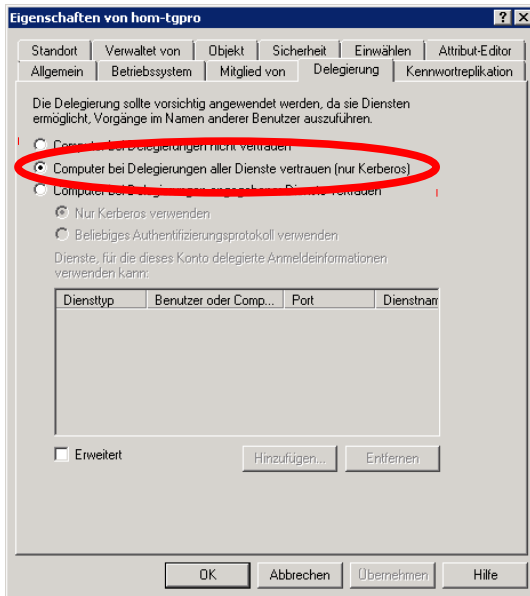 Eigenschaften von hom-tgpro
Standort Verwaltet von Objekt Sicherheit Einwählen Attribut-Editor
Allgemein Betriebssystem Mitglied von Delegierung Kennwortreplikation
Die Delegierung sollte vorsichtig angewendet werden, da sie Diensten
ermöglicht, Vorgänge im Namen anderer Benutzer auszuführen.
Computer bei Delegierungen nicht vertrauen
Computer bei Delegierungen aller Dienste vertrauen (nur Kerberos)
Computer bei Delegierungen angegebener Dienste vertrauen
Nur Kerberos verwenden
Beliebiges Authentifizierungsprotokoll verwenden
Dienste, für die dieses Konto delegierte Anmeldeinformationen
verwenden kann:
Diensttyp Benutzer oder Comp... Port Dienstnam
Erweitert Hinzufügen... Entfernen
OK Abbrechen Übernehmen Hilfe